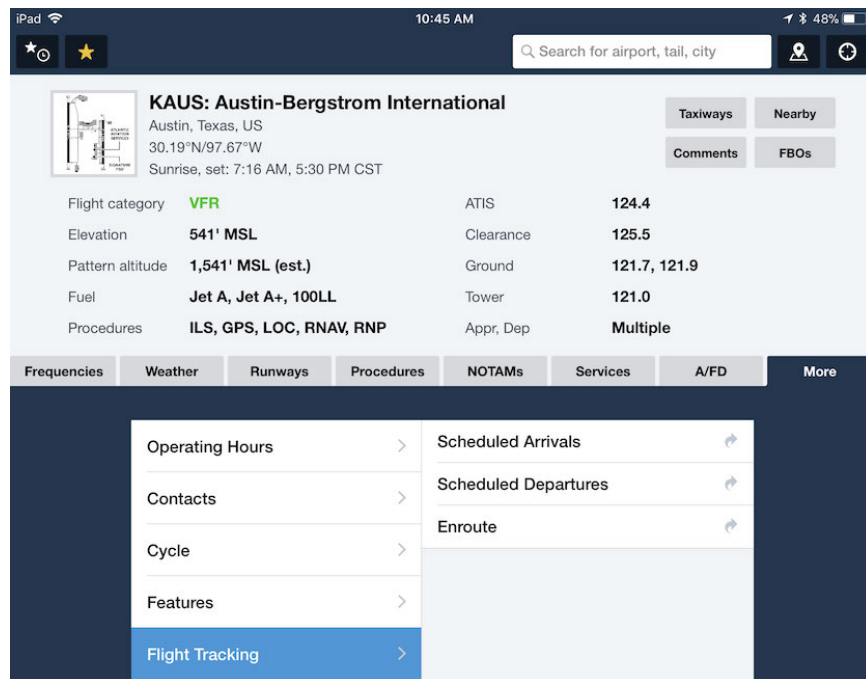 iPad 10:45 AM 48%
Search for airport, tail, city
KAUS: Austin-Bergstrom International
Austin, Texas, US
30.19°N/97.67°W
Sunrise, set: 7:16 AM, 5:30 PM CST
Taxiways Nearby
Comments FBOs
Flight category VFR ATIS 124.4
Elevation 541' MSL Clearance 125.5
Pattern altitude 1,541' MSL (est.) Ground 121.7, 121.9
Fuel Jet A, Jet A+, 100LL Tower 121.0
Procedures ILS, GPS, LOC, RNAV, RNP Appr, Dep Multiple
Frequencies Weather Runways Procedures NOTAMs Services A/FD More
Operating Hours
Contacts
Cycle
Features
Flight Tracking
Scheduled Arrivals
Scheduled Departures
Enroute